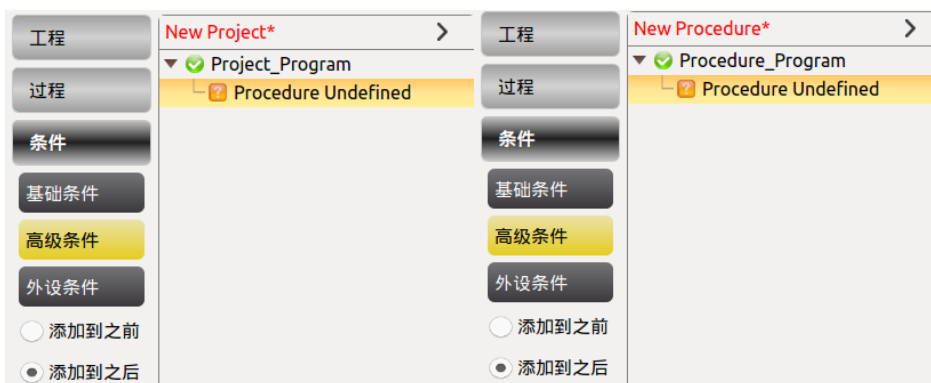 工程
过程
条件
基础条件
高级条件
外设条件
添加到之前
添加到之后
New Project*
Project_Program
Procedure Undefined
工程
过程
条件
基础条件
高级条件
外设条件
添加到之前
添加到之后
New Procedure*
Procedure_Program
Procedure Undefined